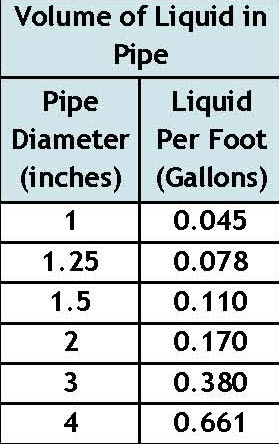 Volume of Liquid in
Pipe
Pipe Diameter (inches) Liquid Per Foot (Gallons)
1 0.045
1.25 0.078
1.5 0.110
2 0.170
3 0.380
4 0.661